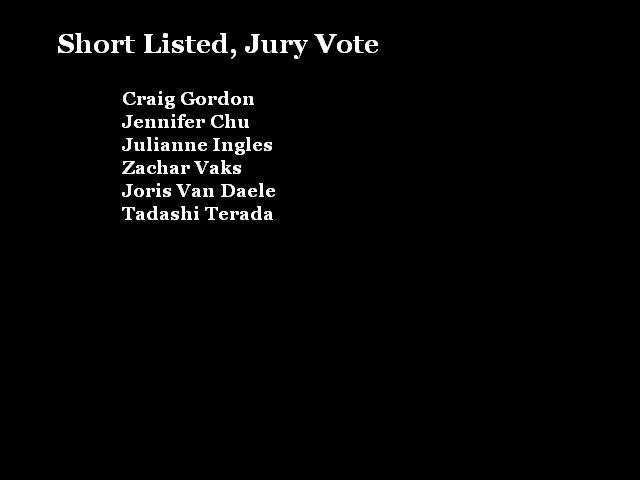 Short Listed, Jury Vote
Craig Gordon
Jennifer Chu
Julianne Ingles
Zachar Vaks
Joris Van Daele
Tadashi Terada